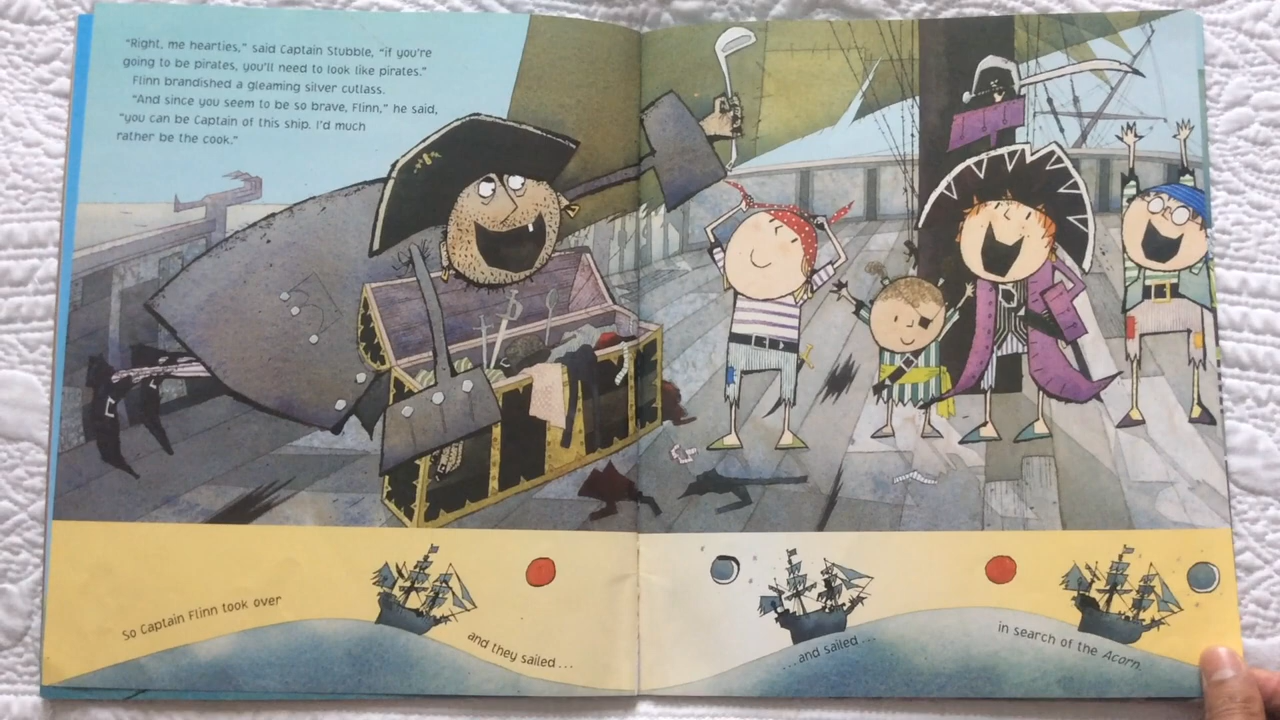 "Right, me hearties," said Captain Stubble, "if you're
going to be pirates, you'll need to look like pirates."
Flinn brandished a gleaming silver cutlass.
"And since you seem to be so brave, Flinn," he said,
"you can be Captain of this ship. I'd much
rather be the cook."
So Captain Flinn took over
and they sailed ...
... and sailed ...
in search of the Acorn.